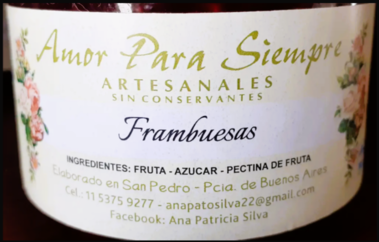 Amor Para Siempre
ARTESANALES
SIN CONSERVANTES
Frambuesas
INGREDIENTES: FRUTA - AZUCAR - PECTINA DE FRUTA
Elaborado en San Pedro - Pcia. de Buenos Aires
Cel.: 11 5375 9277 - anapatosilva22@gmail.com
Facebook: Ana Patricia Silva